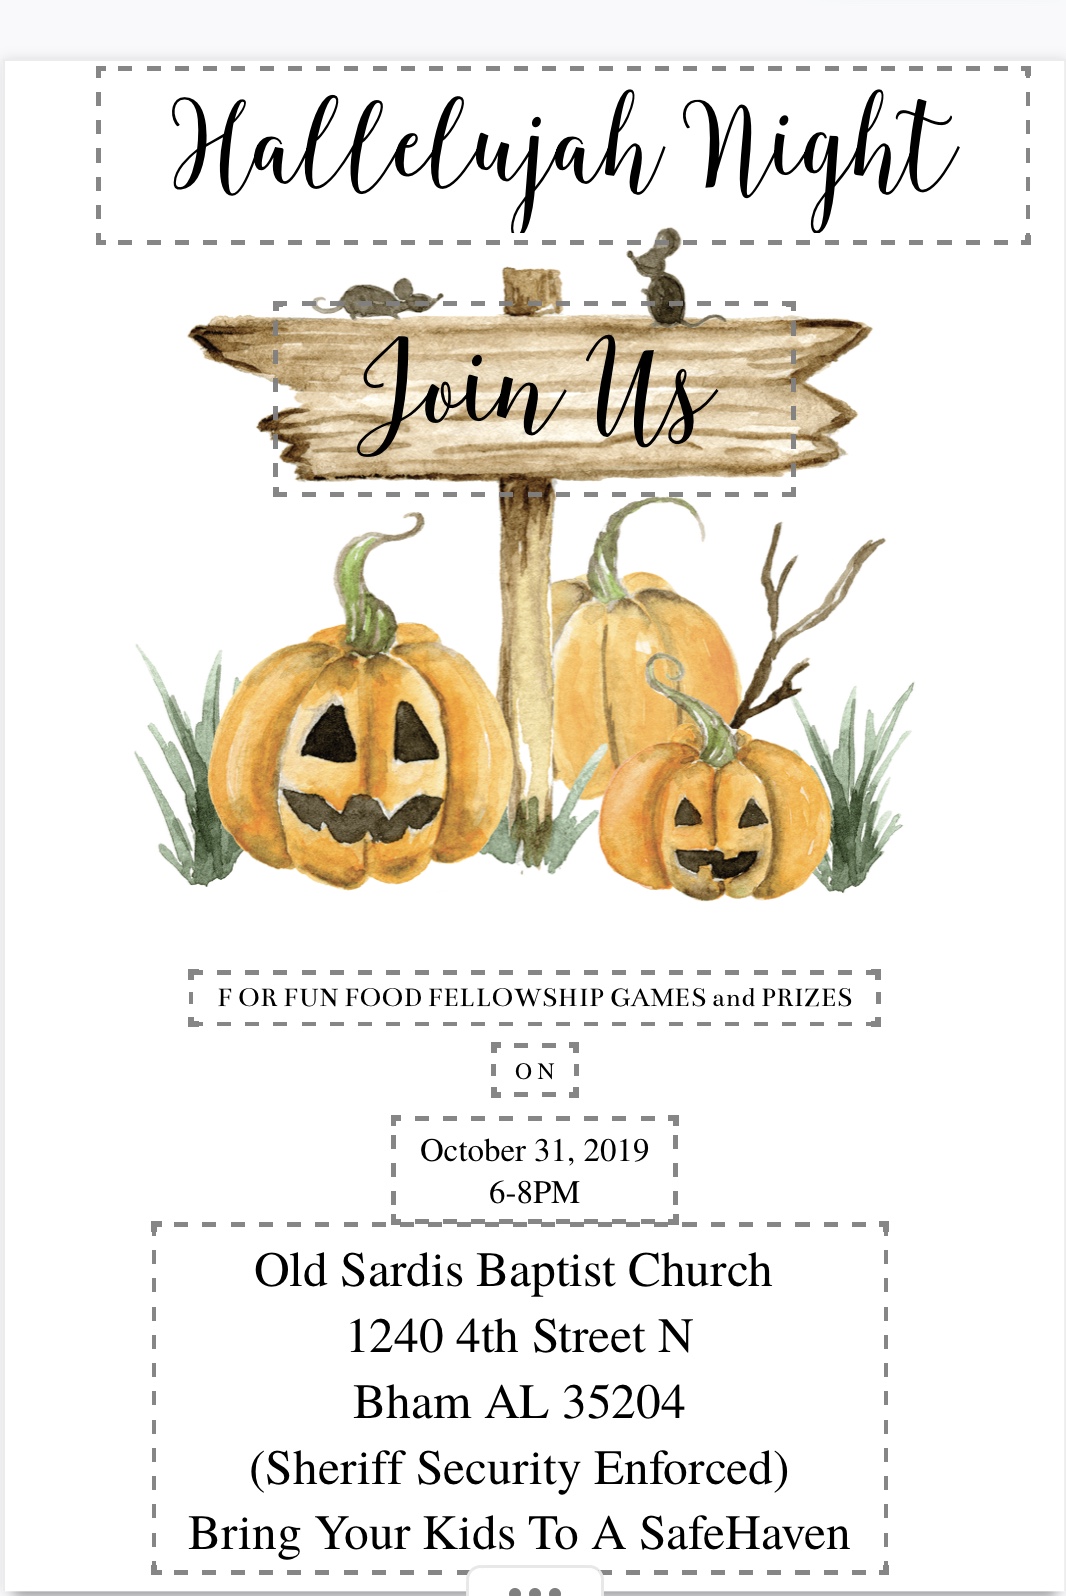 Hallelujah Night
Join Us
F OR FUN FOOD FELLOWSHIP GAMES and PRIZES
ON
October 31, 2019
6-8PM
Old Sardis Baptist Church
1240 4th Street N
Bham AL 35204
(Sheriff Security Enforced)
Bring Your Kids To A SafeHaven